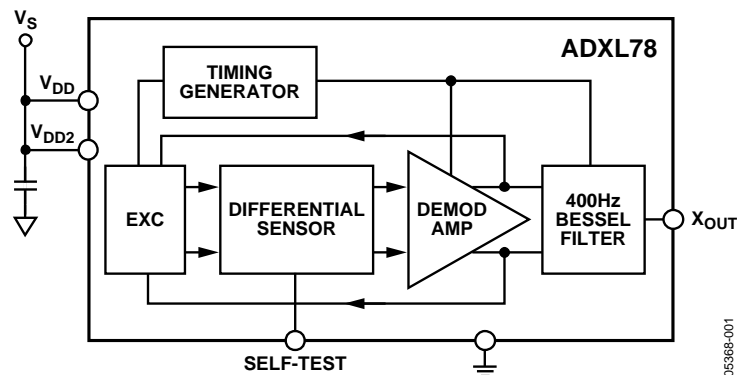 VS
ADXL78
TIMING
GENERATOR
VDD
VDD2
EXC
DIFFERENTIAL
SENSOR
DEMOD
AMP
400Hz
BESSEL
FILTER
XOUT
SELF-TEST
05368-001